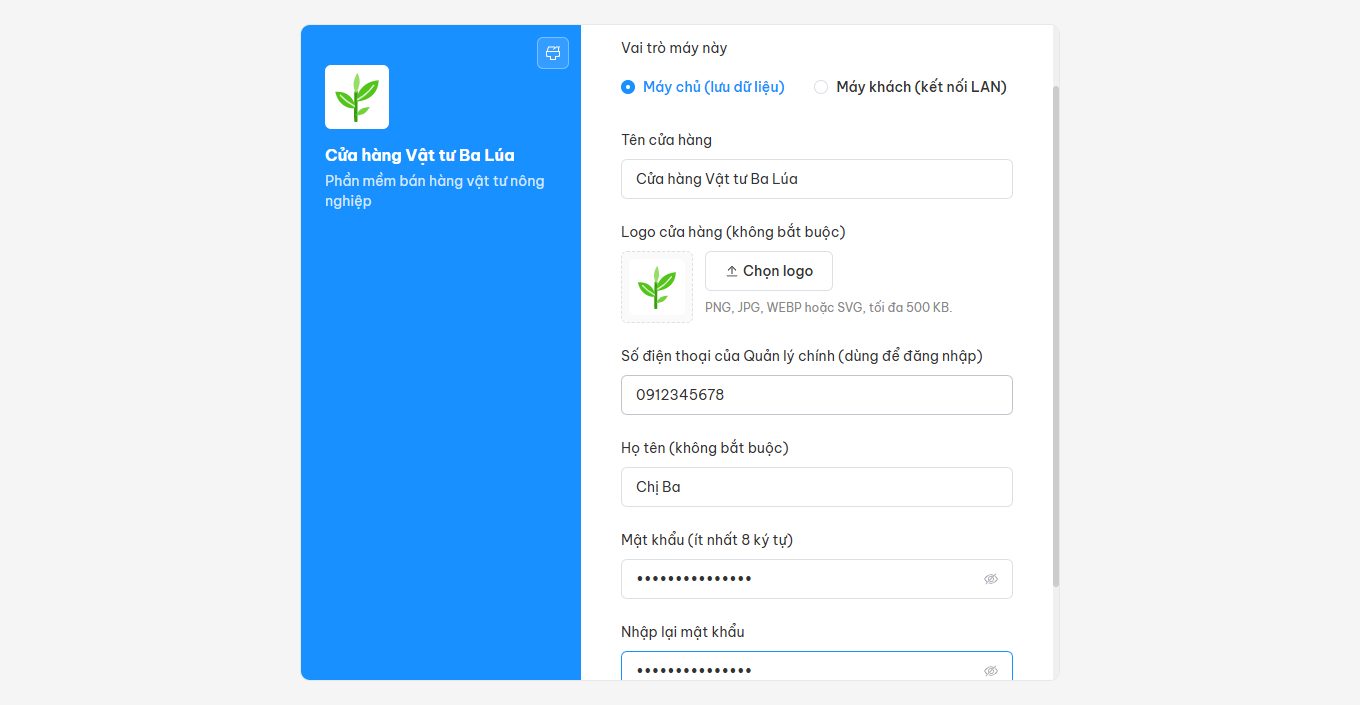 Cửa hàng Vật tư Ba Lúa
Phần mềm bán hàng vật tư nông
nghiệp
Vai trò máy này
Máy chủ (lưu dữ liệu)
Máy khách (kết nối LAN)
Tên cửa hàng
Cửa hàng Vật tư Ba Lúa
Logo cửa hàng (không bắt buộc)
Chọn logo
PNG, JPG, WEBP hoặc SVG, tối đa 500 KB.
Số điện thoại của Quản lý chính (dùng để đăng nhập)
0912345678
Họ tên (không bắt buộc)
Chị Ba
Mật khẩu (ít nhất 8 ký tự)
•••••••••••••••
Nhập lại mật khẩu
•••••••••••••••